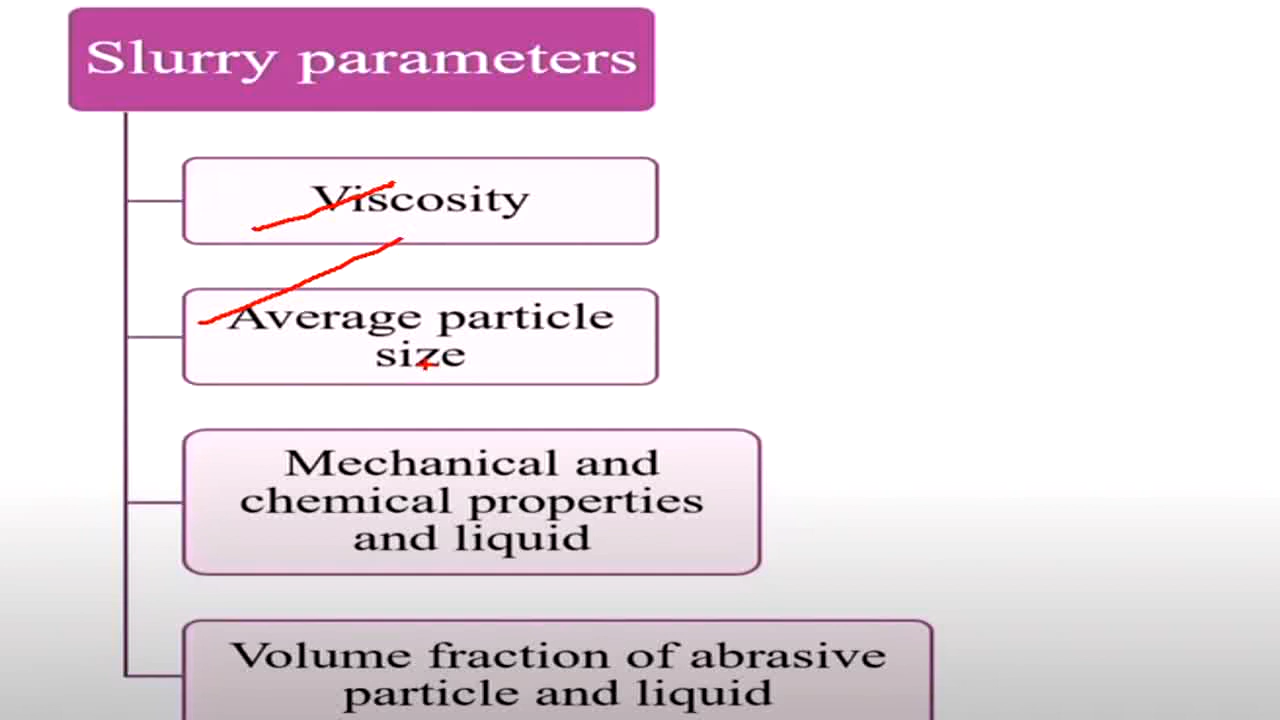 Slurry parameters
Viscosity
Average particle
size
Mechanical and
chemical properties
and liquid
Volume fraction of abrasive
particle and liquid